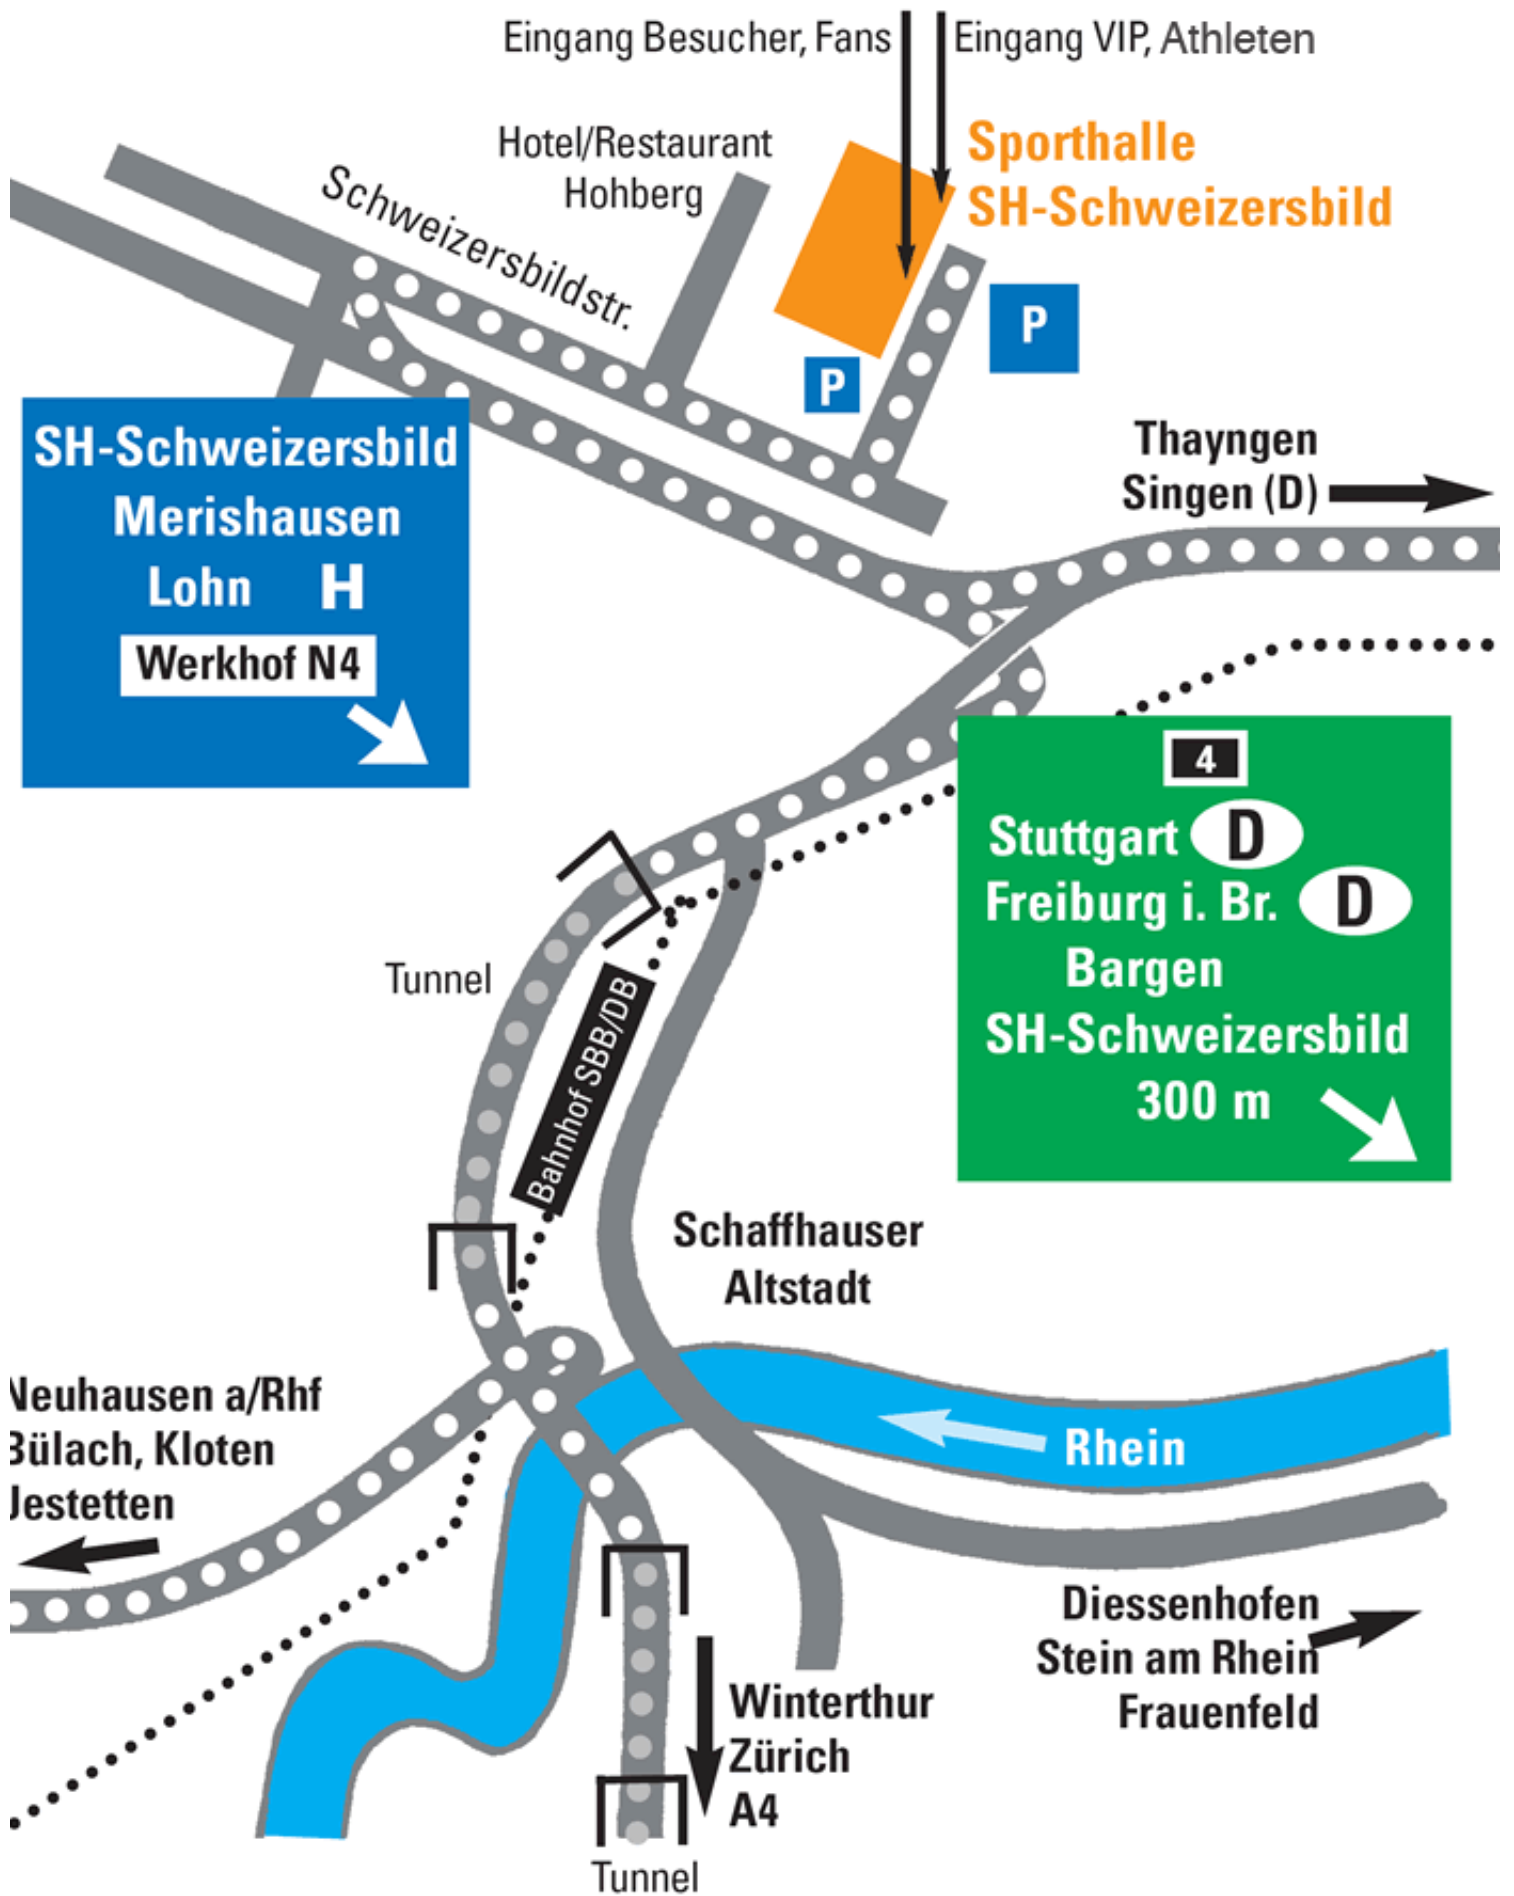 Eingang Besucher, Fans
Eingang VIP, Athleten
Hotel/Restaurant
Hohberg
Sporthalle
SH-Schweizersbild
Schweizersbildstr.
P
P
SH-Schweizersbild
Merishausen
Lohn H
Werkhof N4
Thayngen
Singen (D)
4
Stuttgart D
Freiburg i. Br. D
Bargen
SH-Schweizersbild
300 m
Tunnel
Bahnhof SBB/DB
Schaffhauser
Altstadt
Neuhausen a/Rhf
Bülach, Kloten
Jestetten
Rhein
Diessenhofen
Stein am Rhein
Frauenfeld
Winterthur
Zürich
A4
Tunnel